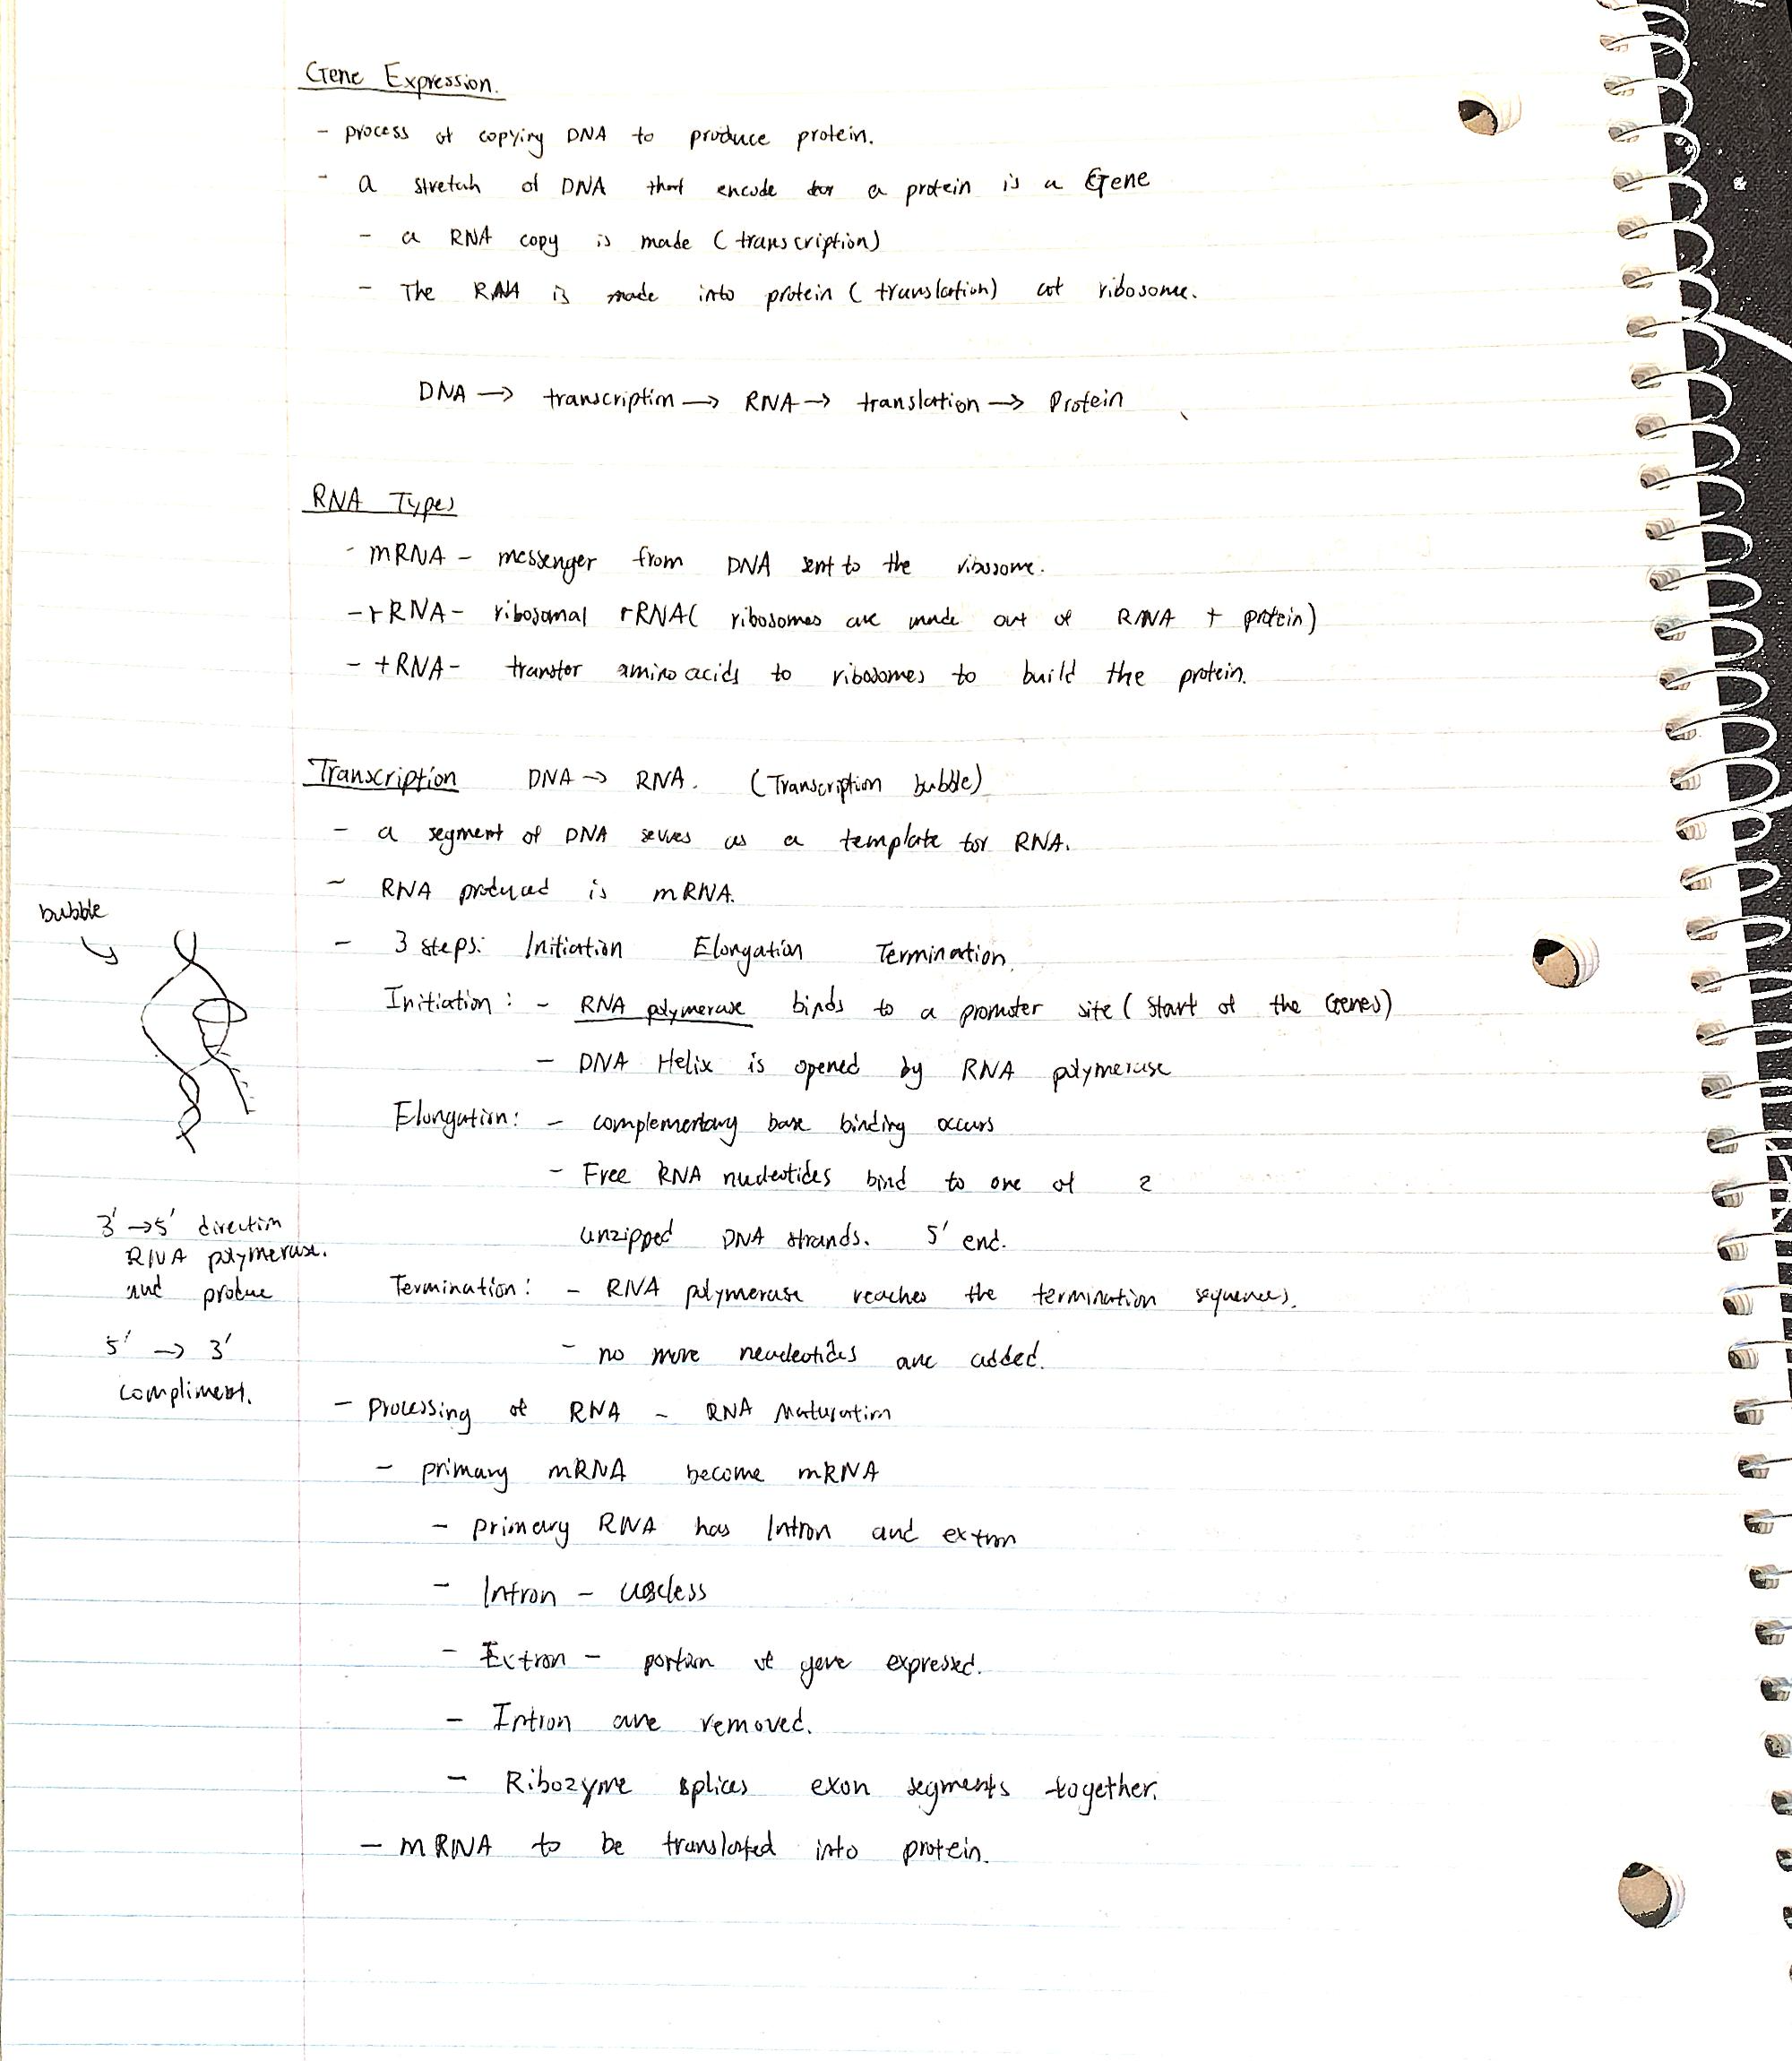 Gene Expression.
- process of copying DNA to produce protein.
- a stretch of DNA that encode for a protein is a Gene
- a RNA copy is made (transcription)
- The RNA is made into protein (translation) at ribosome.
DNA → transcription → RNA → translation → Protein
RNA Types
- mRNA - messenger from DNA sent to the ribosome.
- rRNA - ribosomal rRNA( ribosomes are made out of RNA + protein)
- tRNA - transfer amino acids to ribosomes to build the protein.
Transcription DNA → RNA. (Transcription bubble)
- a segment of DNA serves as a template for RNA.
- RNA produced is mRNA.
- 3 steps: Initiation Elongation Termination.
Initiation: - RNA polymerase binds to a promoter site (start of the Genes)
- DNA Helix is opened by RNA polymerase
Elongation: - complementary base binding occurs
- Free RNA nucleotides bind to one of 2
unzipped DNA strands. 5' end.
Termination: - RNA polymerase reaches the termination sequences.
- no more neucleotides are added.
- Processing of RNA - RNA Maturation
- primary mRNA become mRNA
- primary RNA has Intron and extron
- Intron - useless
- Extron - portion of gene expressed.
- Intron are removed.
- Ribozyme splices exon segments together.
- mRNA to be translated into protein.
bubble
3' → 5' direction
RNA polymerase.
and produe
5' → 3'
compliment.